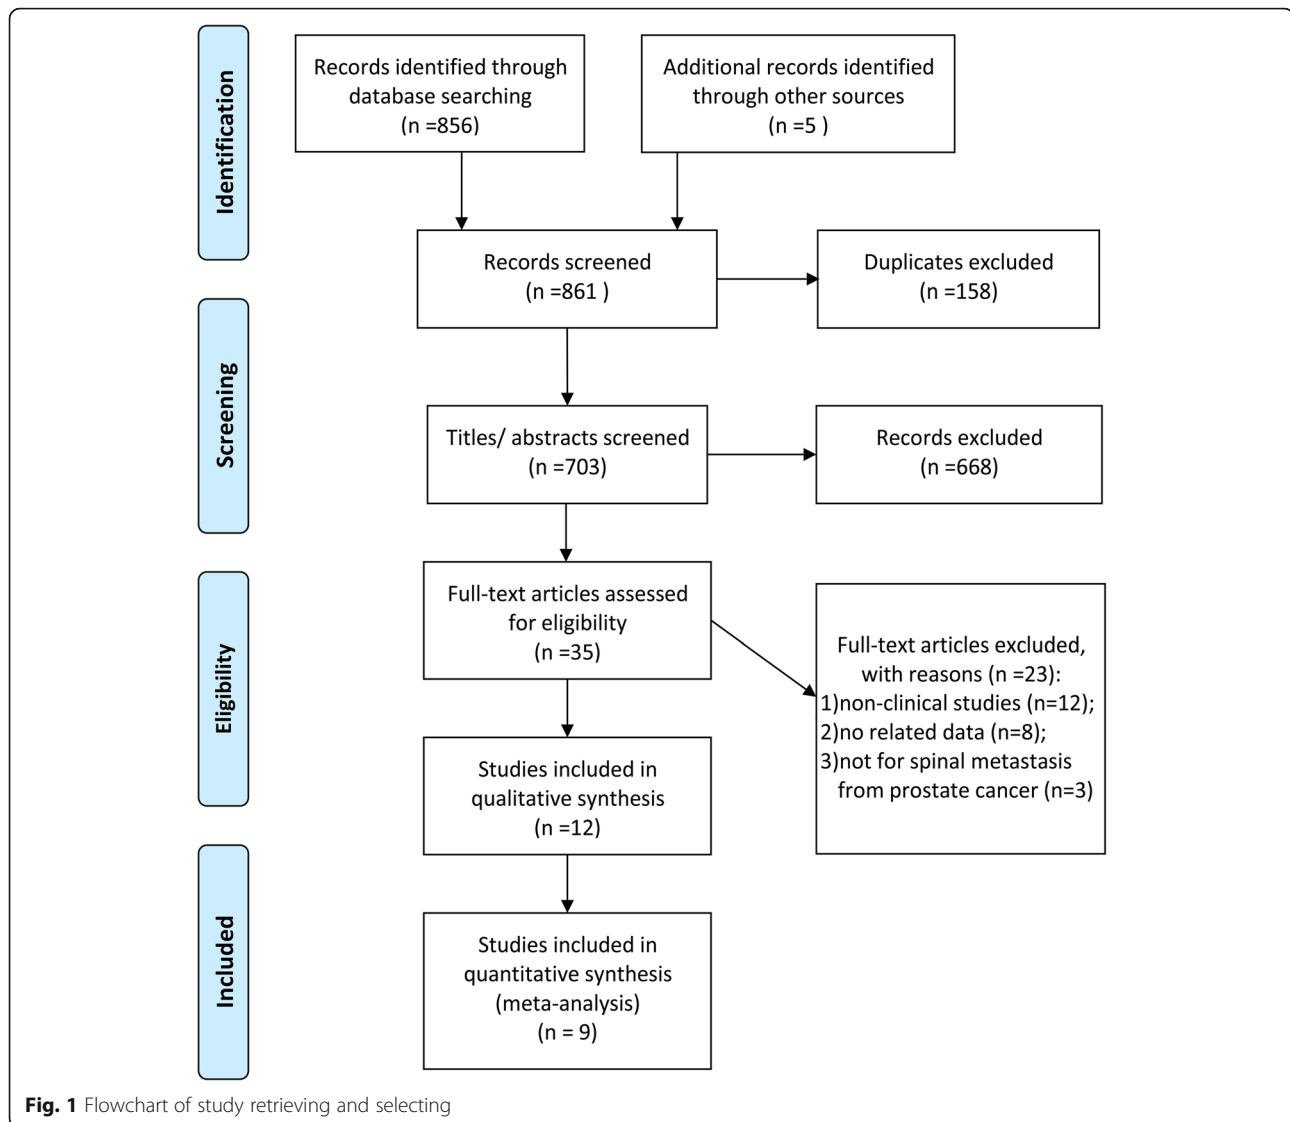 Identification
Records identified through
database searching
(n =856)
Additional records identified
through other sources
(n =5 )
Records screened
(n =861 )
Duplicates excluded
(n =158)
Screening
Titles/ abstracts screened
(n =703)
Records excluded
(n =668)
Eligibility
Full-text articles assessed
for eligibility
(n =35)
Full-text articles excluded,
with reasons (n =23):
1)non-clinical studies (n=12);
2)no related data (n=8);
3)not for spinal metastasis
from prostate cancer (n=3)
Studies included in
qualitative synthesis
(n =12)
Included
Studies included in
quantitative synthesis
(meta-analysis)
(n = 9)
Fig. 1 Flowchart of study retrieving and selecting